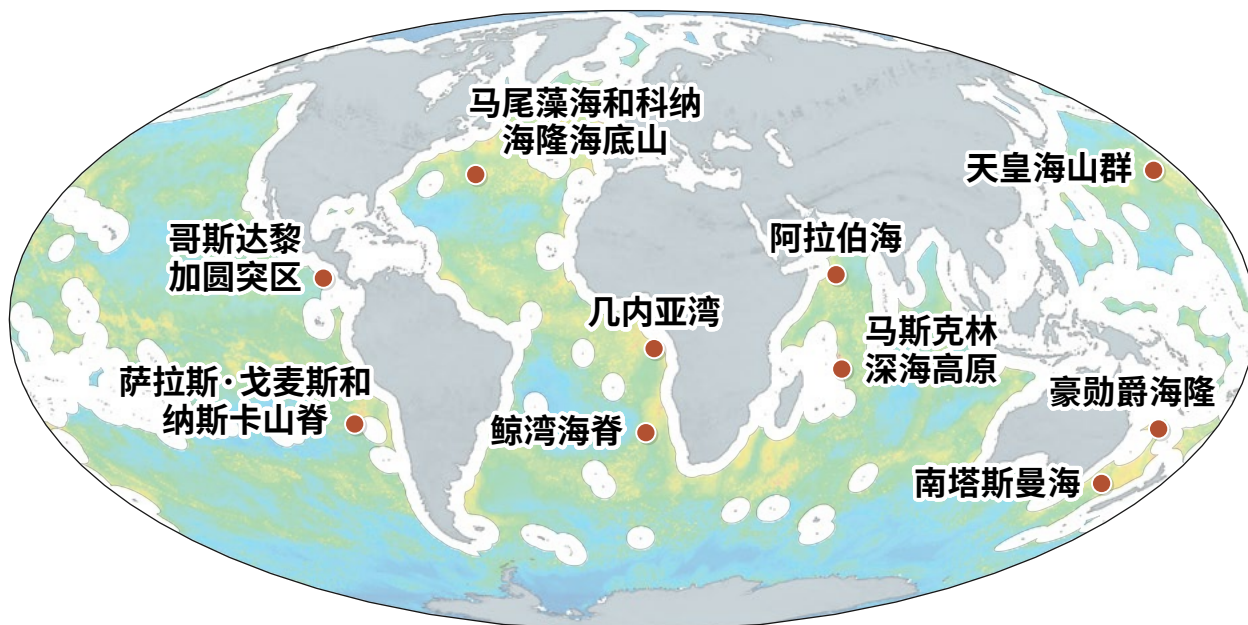 马尾藻海和科纳
海隆海底山
天皇海山群
哥斯达黎
加圆突区
阿拉伯海
几内亚湾
马斯克林
深海高原
萨拉斯·戈麦斯和
纳斯卡山脊
豪勋爵海隆
鲸湾海脊
南塔斯曼海